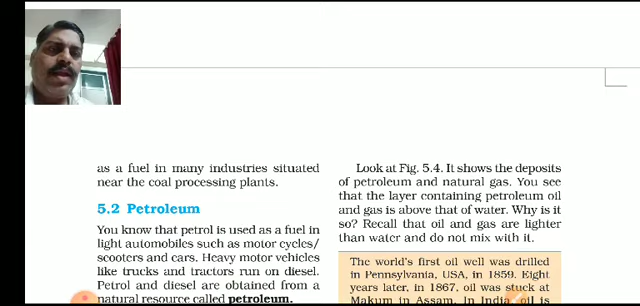 as a fuel in many industries situated
near the coal processing plants.
5.2 Petroleum
You know that petrol is used as a fuel in
light automobiles such as motor cycles/
scooters and cars. Heavy motor vehicles
like trucks and tractors run on diesel.
Petrol and diesel are obtained from a
natural resource called petroleum.
Look at Fig. 5.4. It shows the deposits
of petroleum and natural gas. You see
that the layer containing petroleum oil
and gas is above that of water. Why is it
so? Recall that oil and gas are lighter
than water and do not mix with it.
The world's first oil well was drilled
in Pennsylvania, USA, in 1859. Eight
years later, in 1867, oil was stuck at
Makum in Assam. In India, oil is